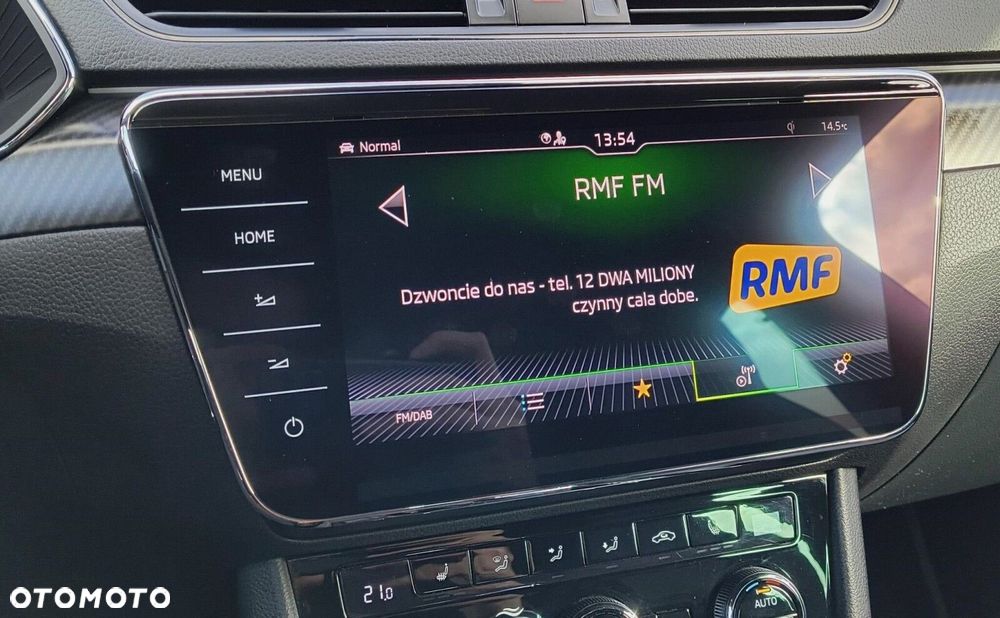 Normal
13:54
14.5°C
MENU
RMF FM
HOME
Dzwoncie do nas - tel. 12 DWA MILIONY
czynny cala dobe.
RMF
FM/DAB
21.0
AUTO
OTOMOTO